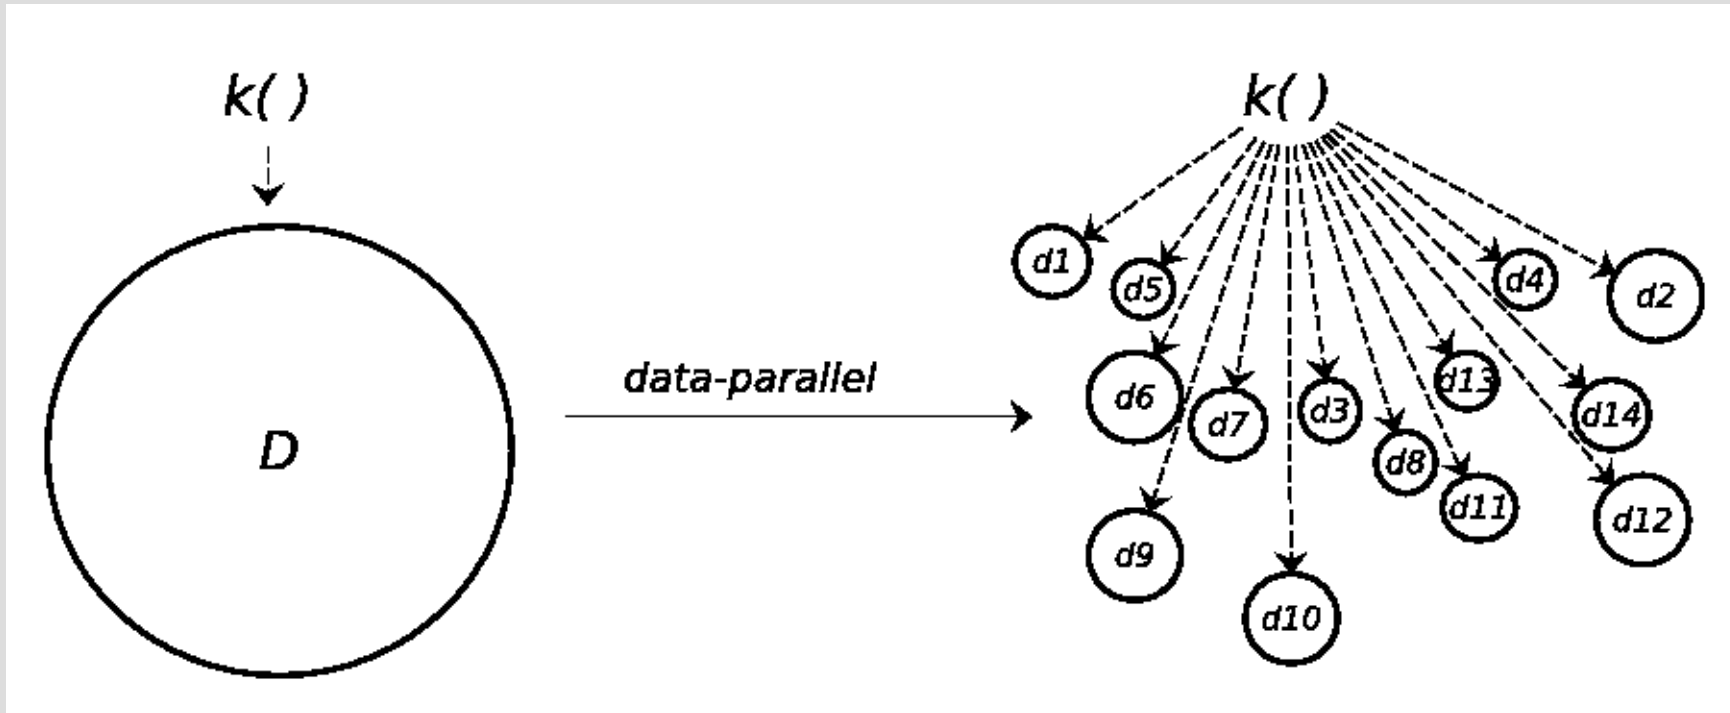 k( )
D
data-parallel
k( )
d1
d5
d4
d2
d6
d7
d3
d13
d14
d8
d11
d12
d9
d10